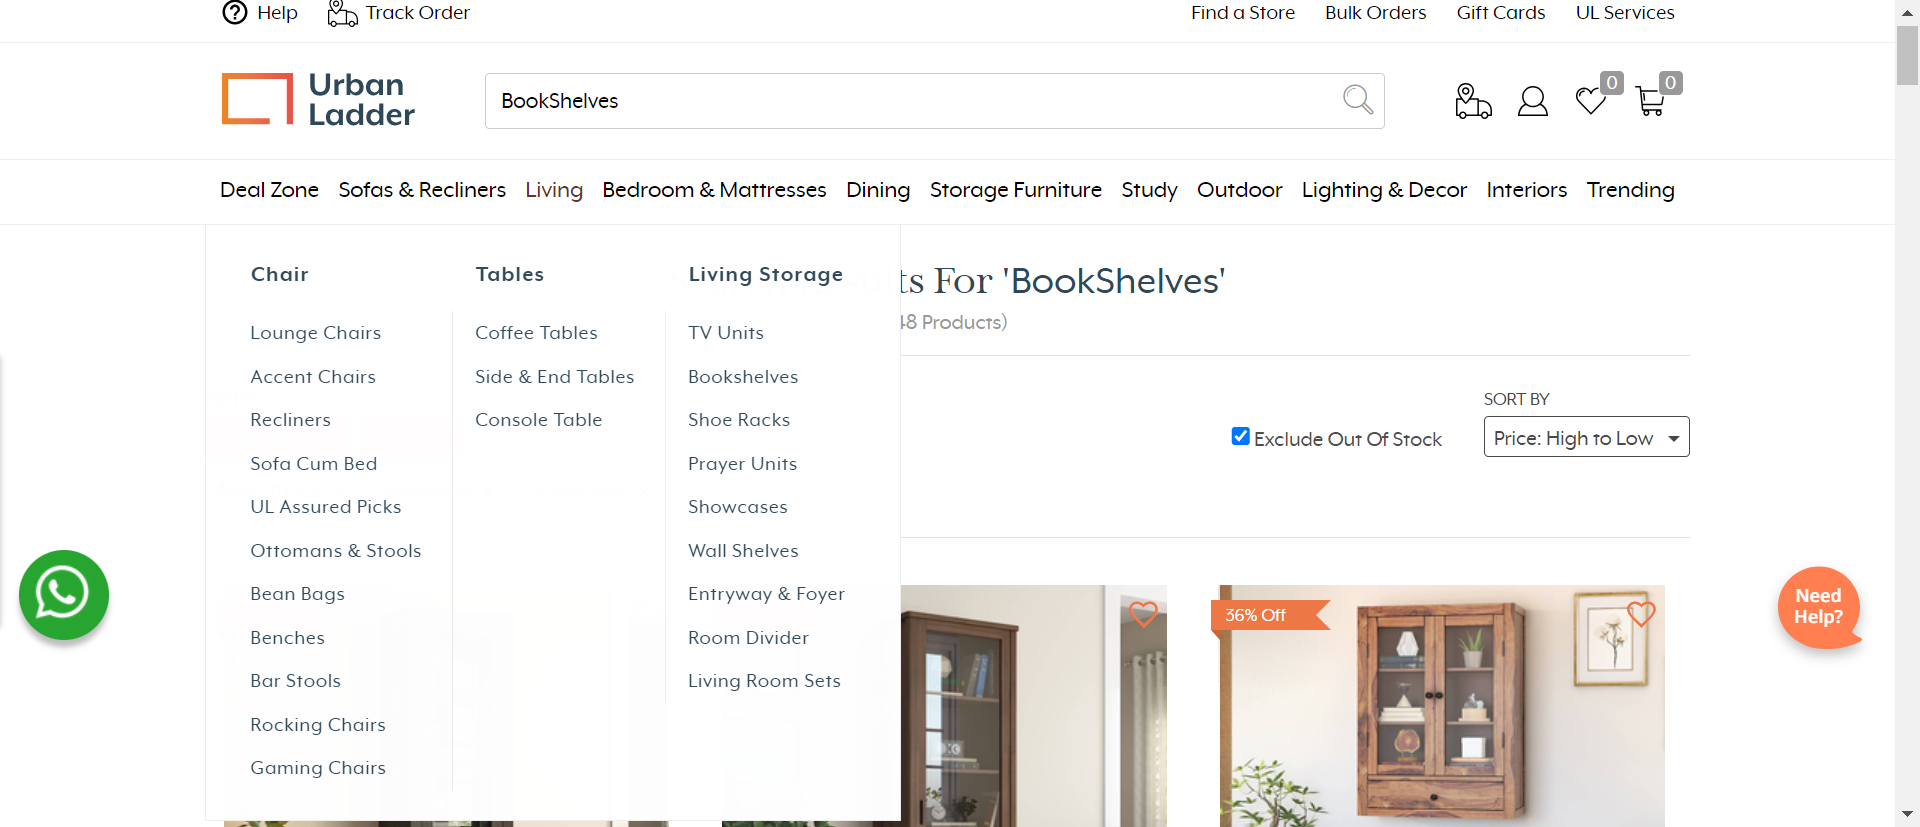 Help Track Order Find a Store Bulk Orders Gift Cards UL Services
Urban
Ladder
BookShelves
0 0
Deal Zone Sofas & Recliners Living Bedroom & Mattresses Dining Storage Furniture Study Outdoor Lighting & Decor Interiors Trending
Chair
Lounge Chairs
Accent Chairs
Recliners
Sofa Cum Bed
UL Assured Picks
Ottomans & Stools
Bean Bags
Benches
Bar Stools
Rocking Chairs
Gaming Chairs
Tables
Coffee Tables
Side & End Tables
Console Table
Living Storage
TV Units
Bookshelves
Shoe Racks
Prayer Units
Showcases
Wall Shelves
Entryway & Foyer
Room Divider
Living Room Sets
ts For 'BookShelves'
48 Products)
Exclude Out Of Stock
SORT BY
Price: High to Low
36% Off
Need
Help?